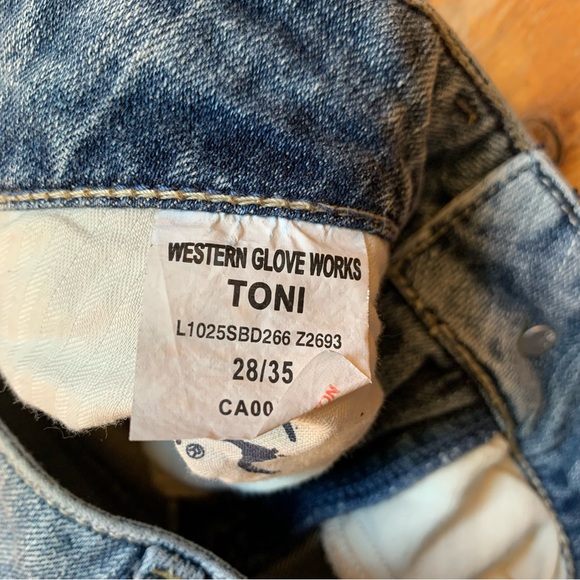 WESTERN GLOVE WORKS
TONI
L1025SBD266 Z2693
28/35
CA00
®